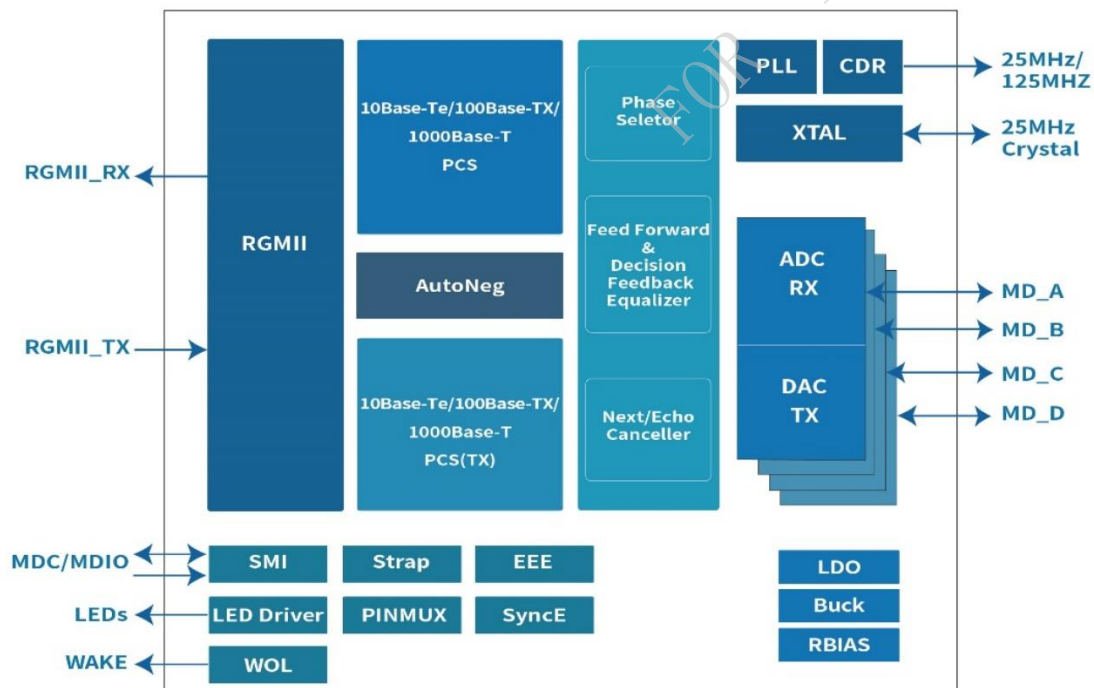 FOR
PLL
CDR
25MHz/
125MHZ
XTAL
25MHz
Crystal
RGMII_RX
RGMII_TX
RGMII
10Base-Te/100Base-TX/
1000Base-T
PCS
AutoNeg
10Base-Te/100Base-TX/
1000Base-T
PCS(TX)
Phase
Seletor
Feed Forward
&
Decision
Feedback
Equalizer
Next/Echo
Canceller
ADC
RX
DAC
TX
MD_A
MD_B
MD_C
MD_D
MDC/MDIO
SMI
Strap
EEE
LEDs
LED Driver
PINMUX
SyncE
WAKE
WOL
LDO
Buck
RBIAS